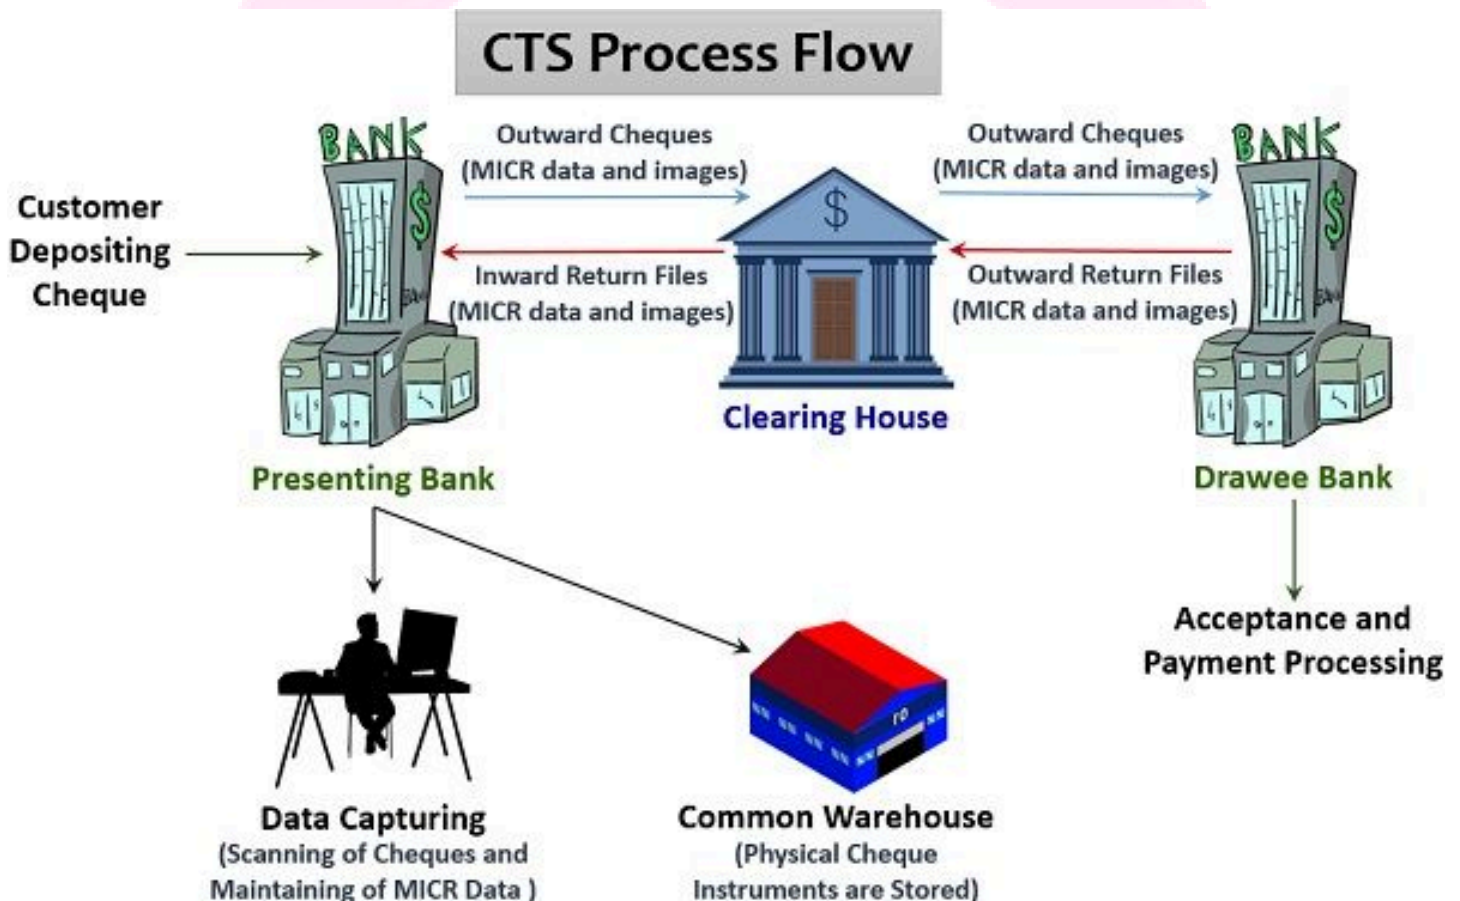 CTS Process Flow
BANK
Outward Cheques
(MICR data and images)
Outward Cheques
(MICR data and images)
BANK
Customer
Depositing
Cheque
$
$
$
Inward Return Files
(MICR data and images)
Outward Return Files
(MICR data and images)
Clearing House
Presenting Bank
Drawee Bank
Acceptance and
Payment Processing
Data Capturing
(Scanning of Cheques and
Maintaining of MICR Data )
Common Warehouse
(Physical Cheque
Instruments are Stored)